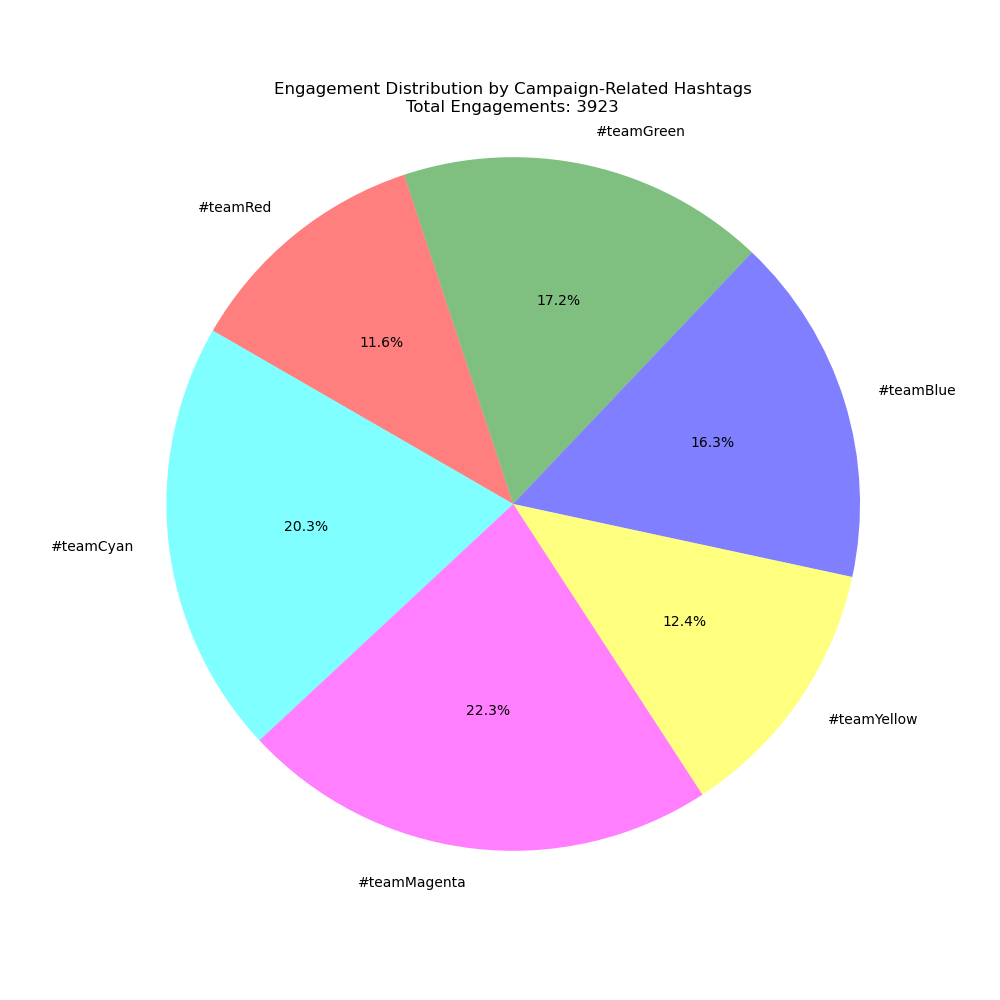 Engagement Distribution by Campaign-Related Hashtags
Total Engagements: 3923
#teamGreen
#teamRed
17.2%
11.6%
#teamBlue
16.3%
20.3%
#teamCyan
12.4%
22.3%
#teamYellow
#teamMagenta